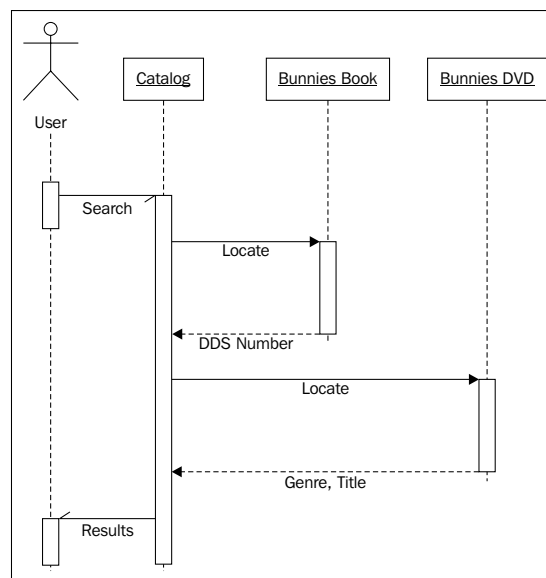 Catalog
Bunnies Book
Bunnies DVD
User
Search
Locate
DDS Number
Locate
Genre, Title
Results